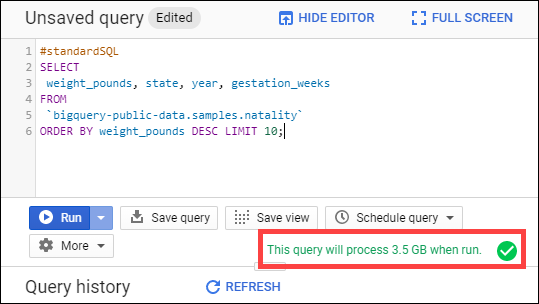 Unsaved query Edited HIDE EDITOR FULL SCREEN
1 #standardSQL
2 SELECT
3 weight_pounds, state, year, gestation_weeks
4 FROM
5 `bigquery-public-data.samples.natality`
6 ORDER BY weight_pounds DESC LIMIT 10;
Run Save query Save view Schedule query
More This query will process 3.5 GB when run.
Query history REFRESH